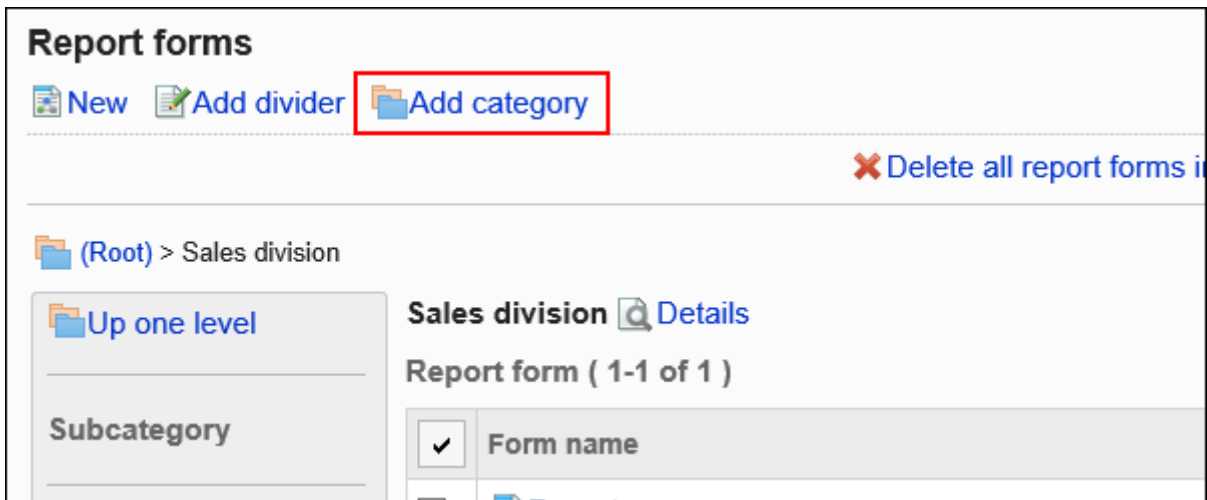 Report forms
New Add divider Add category
Delete all report forms
(Root) > Sales division
Up one level
Sales division Details
Report form ( 1-1 of 1 )
Subcategory
Form name